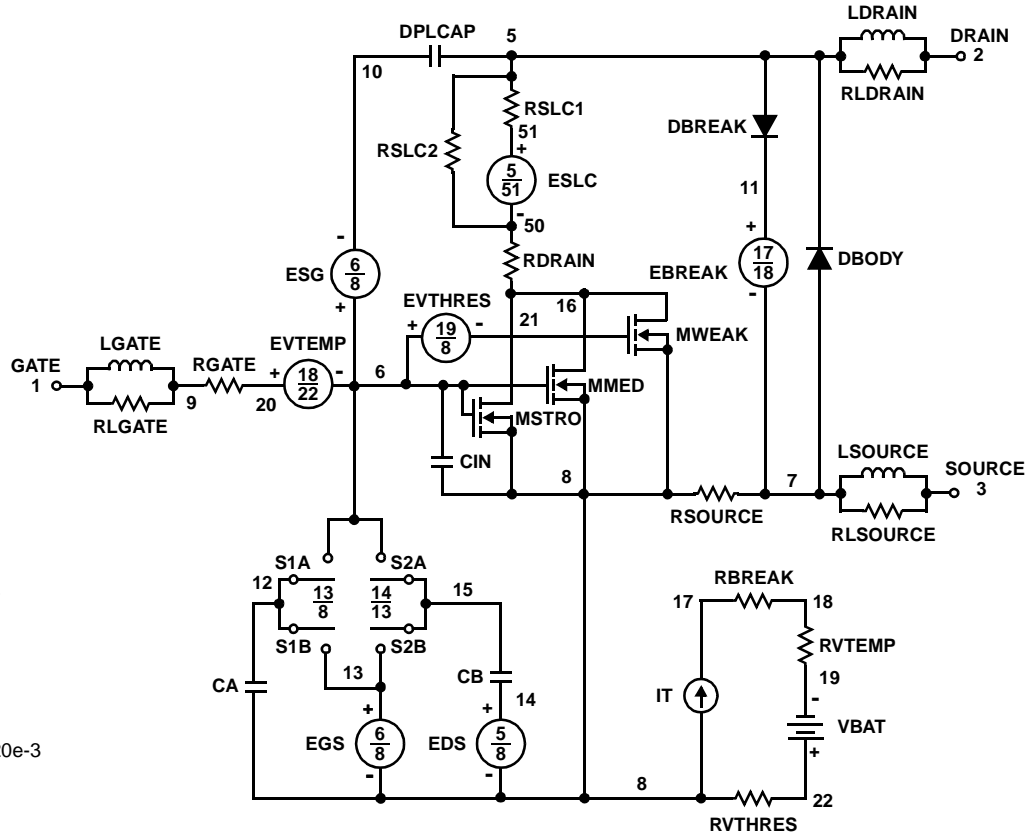 LDRAIN
DPLCAP 5 DRAIN
10 2
RLDRAIN
RSLC1
DBREAK
51
RSLC2 +
5
51
ESLC
11
- 50
- +
RDRAIN 17
18
DBODY
6
8
ESG EBREAK
EVTHRES 16 -
+ + 19
8
- 21
MWEAK
LGATE EVTEMP
GATE RGATE + 18
22
- 6
1 MMED
9 20
MSTRO
RLGATE
LSOURCE
CIN 8 7 SOURCE
3
RSOURCE
RLSOURCE
S1A S2A
12 13
8
14
13
15 RBREAK
17 18
S1B S2B
RVTEMP
13 CB 19
CA 14 IT -
+ + VBAT
EGS 6
8
EDS 5
8
+
- - 8
20e-3
22
RVTHRES